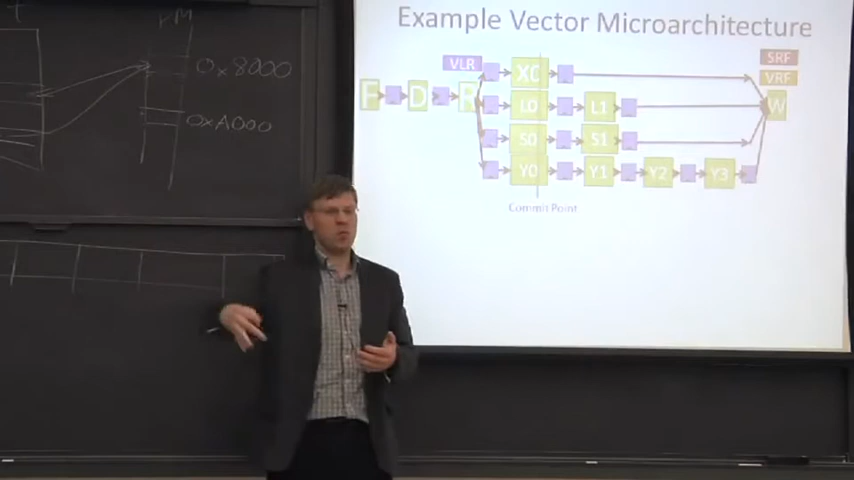 Example Vector Microarchitecture
VLR
SRF
VRF
F D R X0 W
L0 L1
S0 S1
Y0 Y1 Y2 Y3
Commit Point
0x8000
0xA000